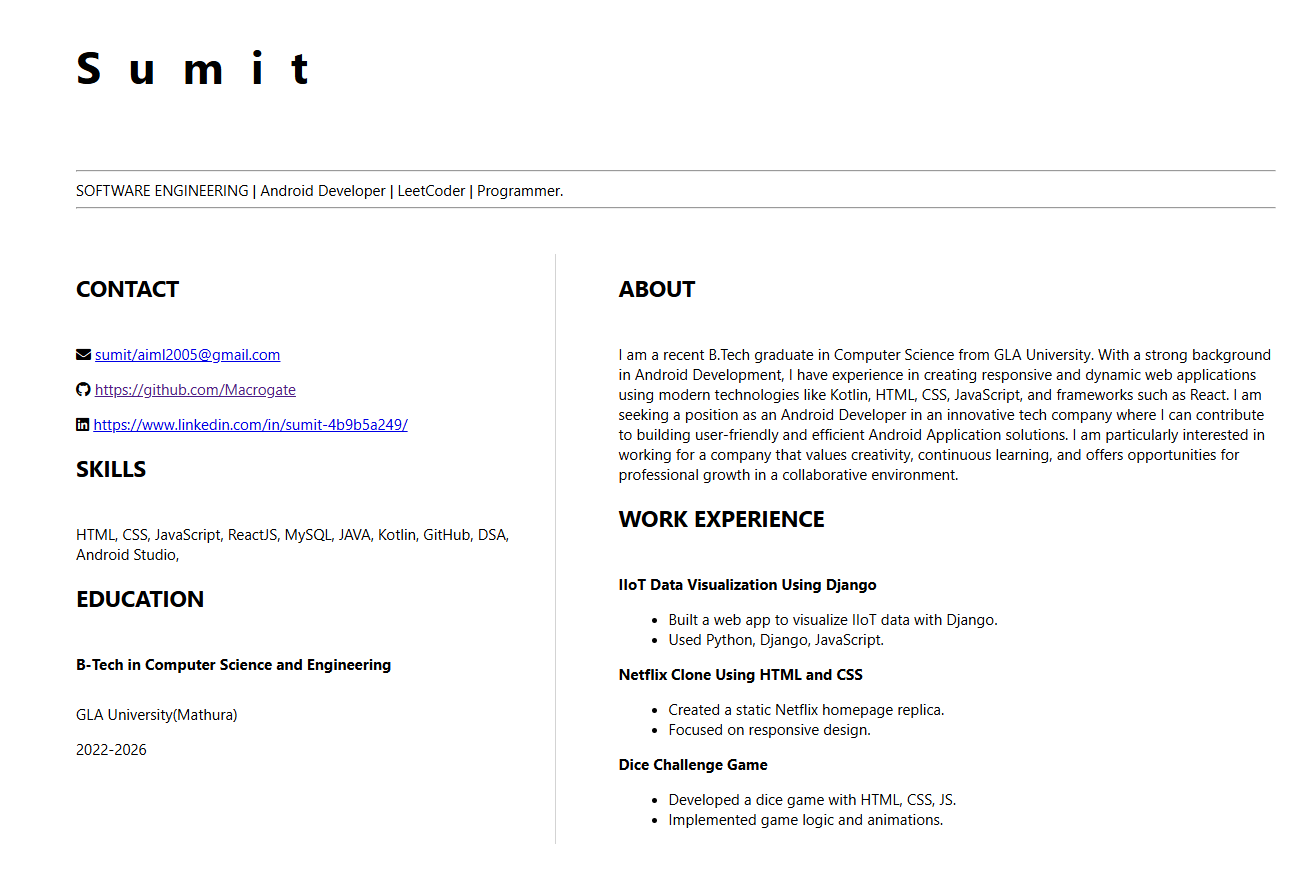 S u m i t
SOFTWARE ENGINEERING | Android Developer | LeetCoder | Programmer.
CONTACT
sumit/aiml2005@gmail.com
https://github.com/Macrogate
https://www.linkedin.com/in/sumit-4b9b5a249/
SKILLS
HTML, CSS, JavaScript, ReactJS, MySQL, JAVA, Kotlin, GitHub, DSA,
Android Studio,
EDUCATION
B-Tech in Computer Science and Engineering
GLA University(Mathura)
2022-2026
ABOUT
I am a recent B.Tech graduate in Computer Science from GLA University. With a strong background
in Android Development, I have experience in creating responsive and dynamic web applications
using modern technologies like Kotlin, HTML, CSS, JavaScript, and frameworks such as React. I am
seeking a position as an Android Developer in an innovative tech company where I can contribute
to building user-friendly and efficient Android Application solutions. I am particularly interested in
working for a company that values creativity, continuous learning, and offers opportunities for
professional growth in a collaborative environment.
WORK EXPERIENCE
IIoT Data Visualization Using Django
• Built a web app to visualize IIoT data with Django.
• Used Python, Django, JavaScript.
Netflix Clone Using HTML and CSS
• Created a static Netflix homepage replica.
• Focused on responsive design.
Dice Challenge Game
• Developed a dice game with HTML, CSS, JS.
• Implemented game logic and animations.